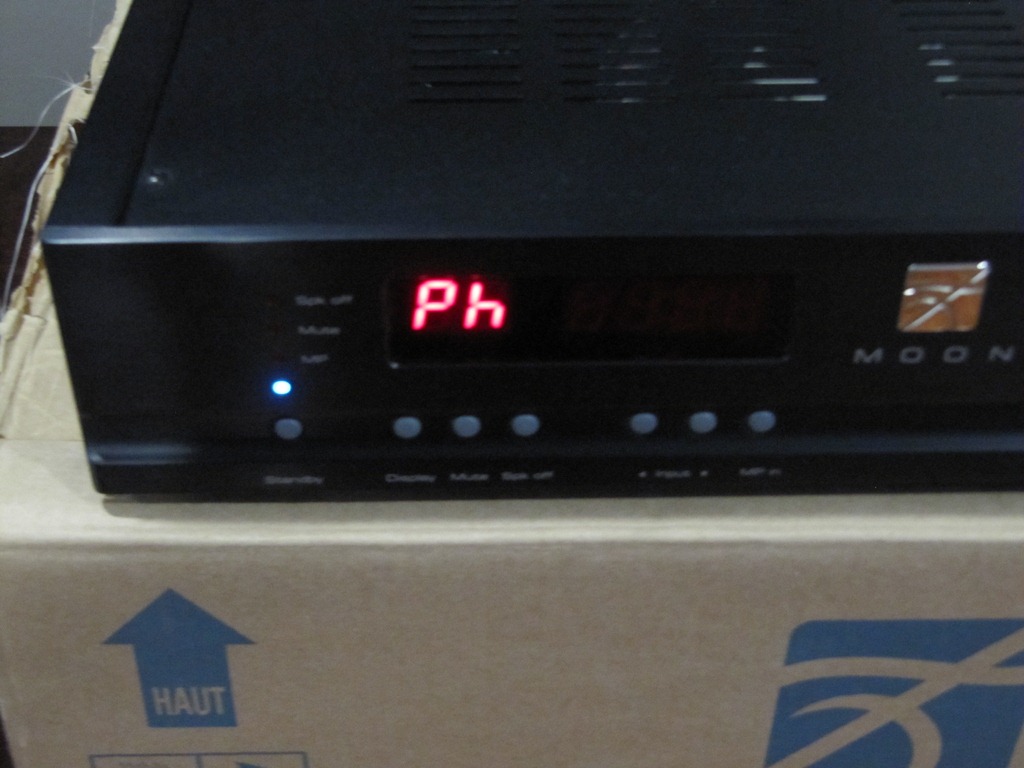 Ph
Spk off
Mute
MP
MOON
Standby
Display Mute Spk off
Input
MP in
HAUT